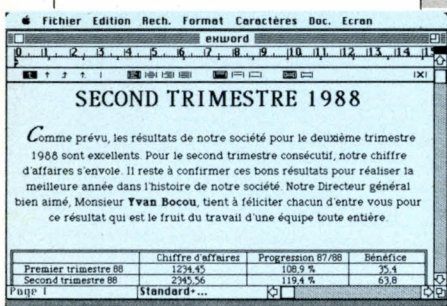 Fichier Edition Rech. Format Caractères Doc. Ecran
exword
0 1 2 3 4 5 6 7 8 9 10 11 12 13 14 15
SECOND TRIMESTRE 1988
Comme prévu, les résultats de notre société pour le deuxième trimestre
1988 sont excellents. Pour le second trimestre consécutif, notre chiffre
d'affaires s'envole. Il reste à confirmer ces bons résultats pour réaliser la
meilleure année dans l'histoire de notre société. Notre Directeur général
bien aimé, Monsieur Yvan Bocou, tient à féliciter chacun d'entre vous pour
ce résultat qui est le fruit du travail d'une équipe toute entière.
Chiffre d'affaires Progression 87/88 Bénéfice
Premier trimestre 88 1234,45 108,9 % 35,4
Second trimestre 88 2345,56 119,4 % 63,8
Page 1 Standard+...